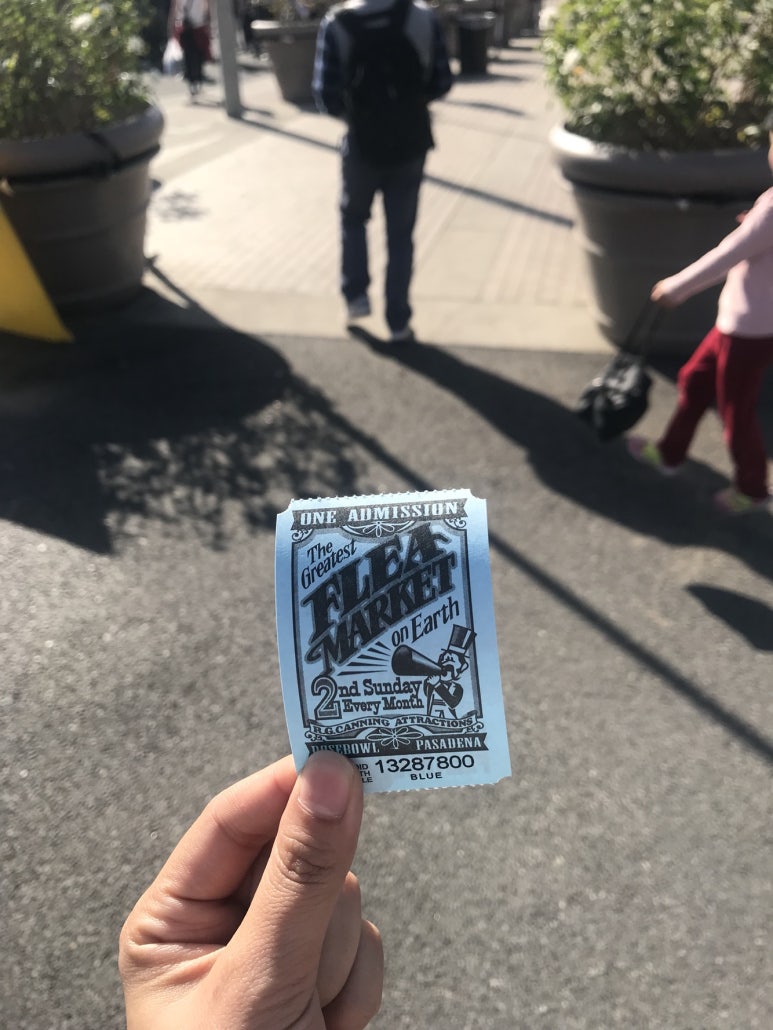 ONE ADMISSION
The
Greatest
FLEA
MARKET
on Earth
2nd Sunday
Every Month
R.G. CANNING ATTRACTIONS
ROSEBOWL PASADENA
13287800
BLUE